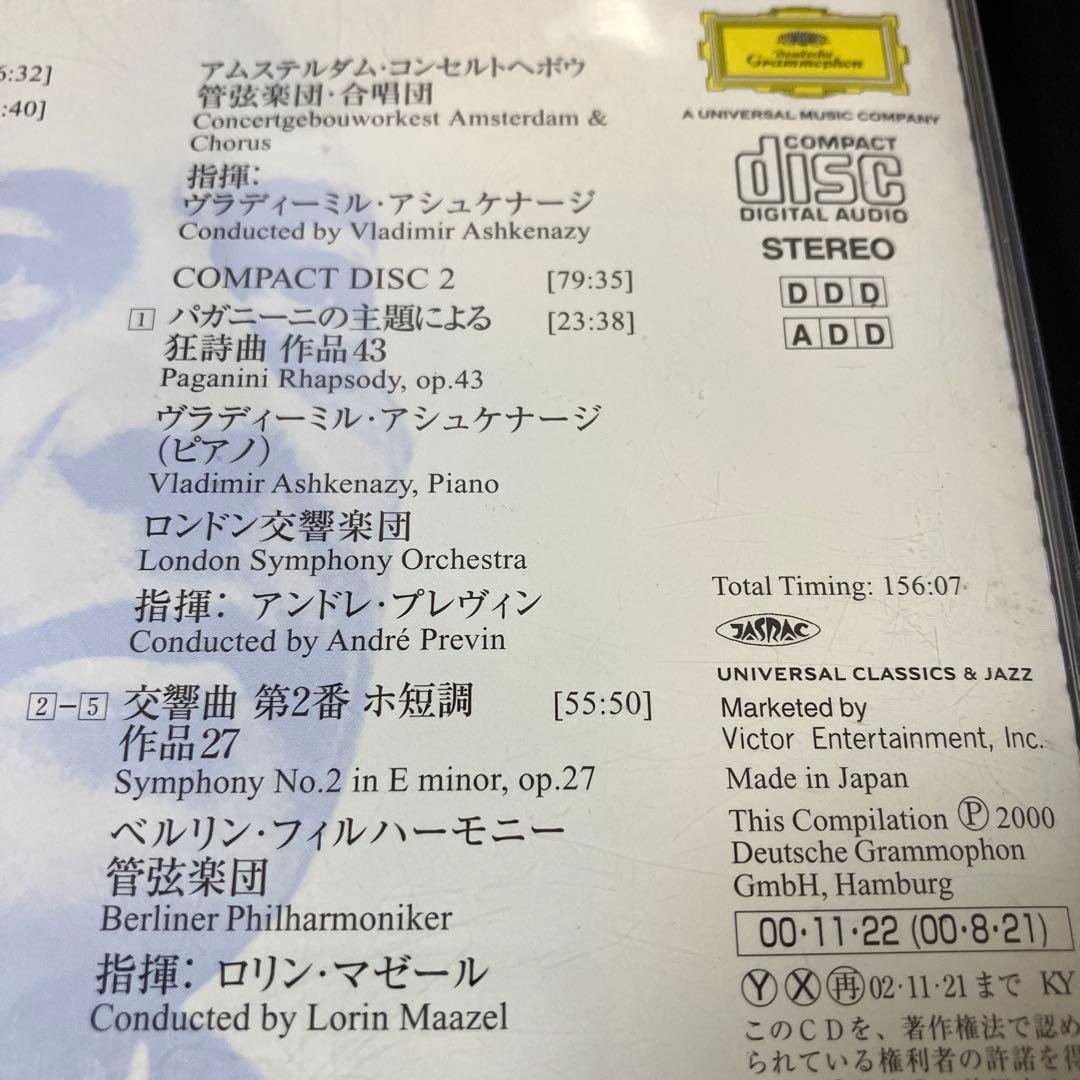 6:32]
:40]
アムステルダム・コンセルトヘボウ
管弦楽団・合唱団
Concertgebouworkest Amsterdam &
Chorus
指揮:
ヴラディーミル・アシュケナージ
Conducted by Vladimir Ashkenazy
COMPACT DISC 2 [79:35]
1 パガニーニの主題による [23:38]
狂詩曲 作品43
Paganini Rhapsody, op.43
ヴラディーミル・アシュケナージ
(ピアノ)
Vladimir Ashkenazy, Piano
ロンドン交響楽団
London Symphony Orchestra
指揮: アンドレ・プレヴィン
Conducted by André Previn
2-5 交響曲 第2番 ホ短調 [55:50]
作品27
Symphony No.2 in E minor, op.27
ベルリン・フィルハーモニー
管弦楽団
Berliner Philharmoniker
指揮: ロリン・マゼール
Conducted by Lorin Maazel
Deutsche
Grammophon
A UNIVERSAL MUSIC COMPANY
COMPACT
disc
DIGITAL AUDIO
STEREO
DDD
ADD
Total Timing: 156:07
JASRAC
UNIVERSAL CLASSICS & JAZZ
Marketed by
Victor Entertainment, Inc.
Made in Japan
This Compilation Ⓟ 2000
Deutsche Grammophon
GmbH, Hamburg
00・11・22 (00・8・21)
Ⓨ Ⓧ 再 02・11・21まで KY
このCDを、著作権法で認め
られている権利者の許諾を得